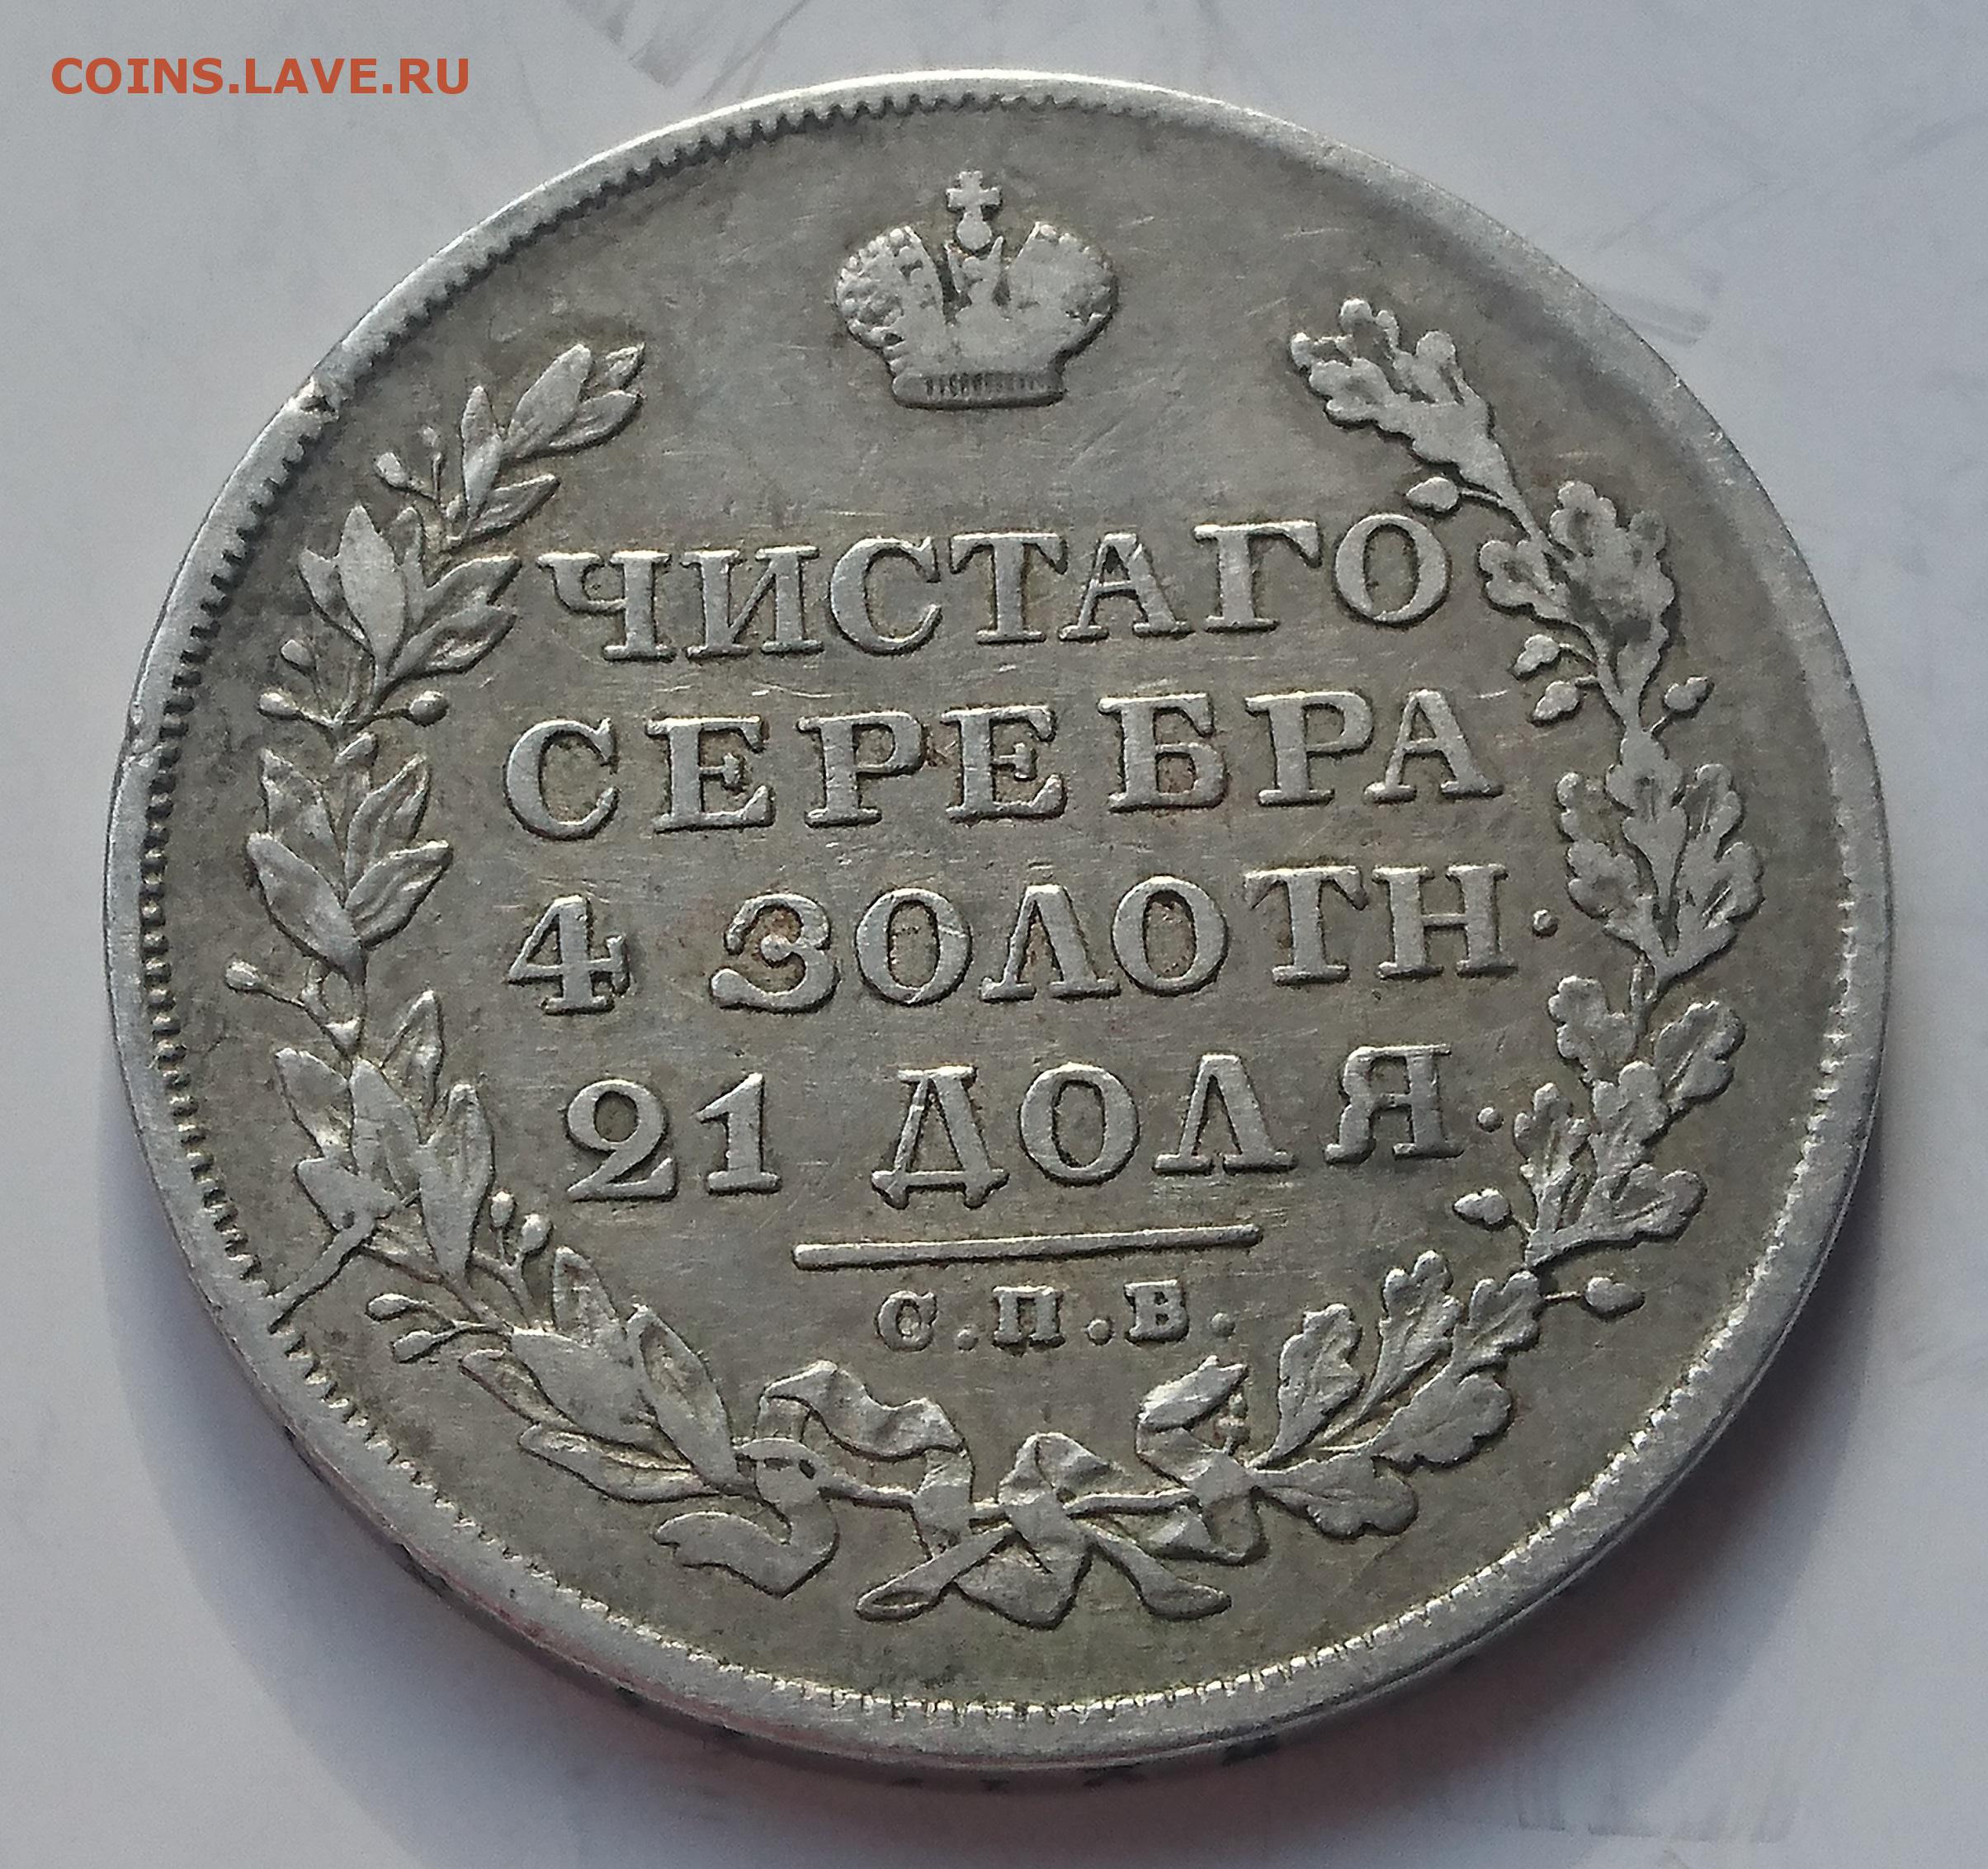 COINS.LAVE.RU
ЧИСТАГО
СЕРЕБРА
4 ЗОЛОТН.
21 ДОЛЯ.
С.П.Б.